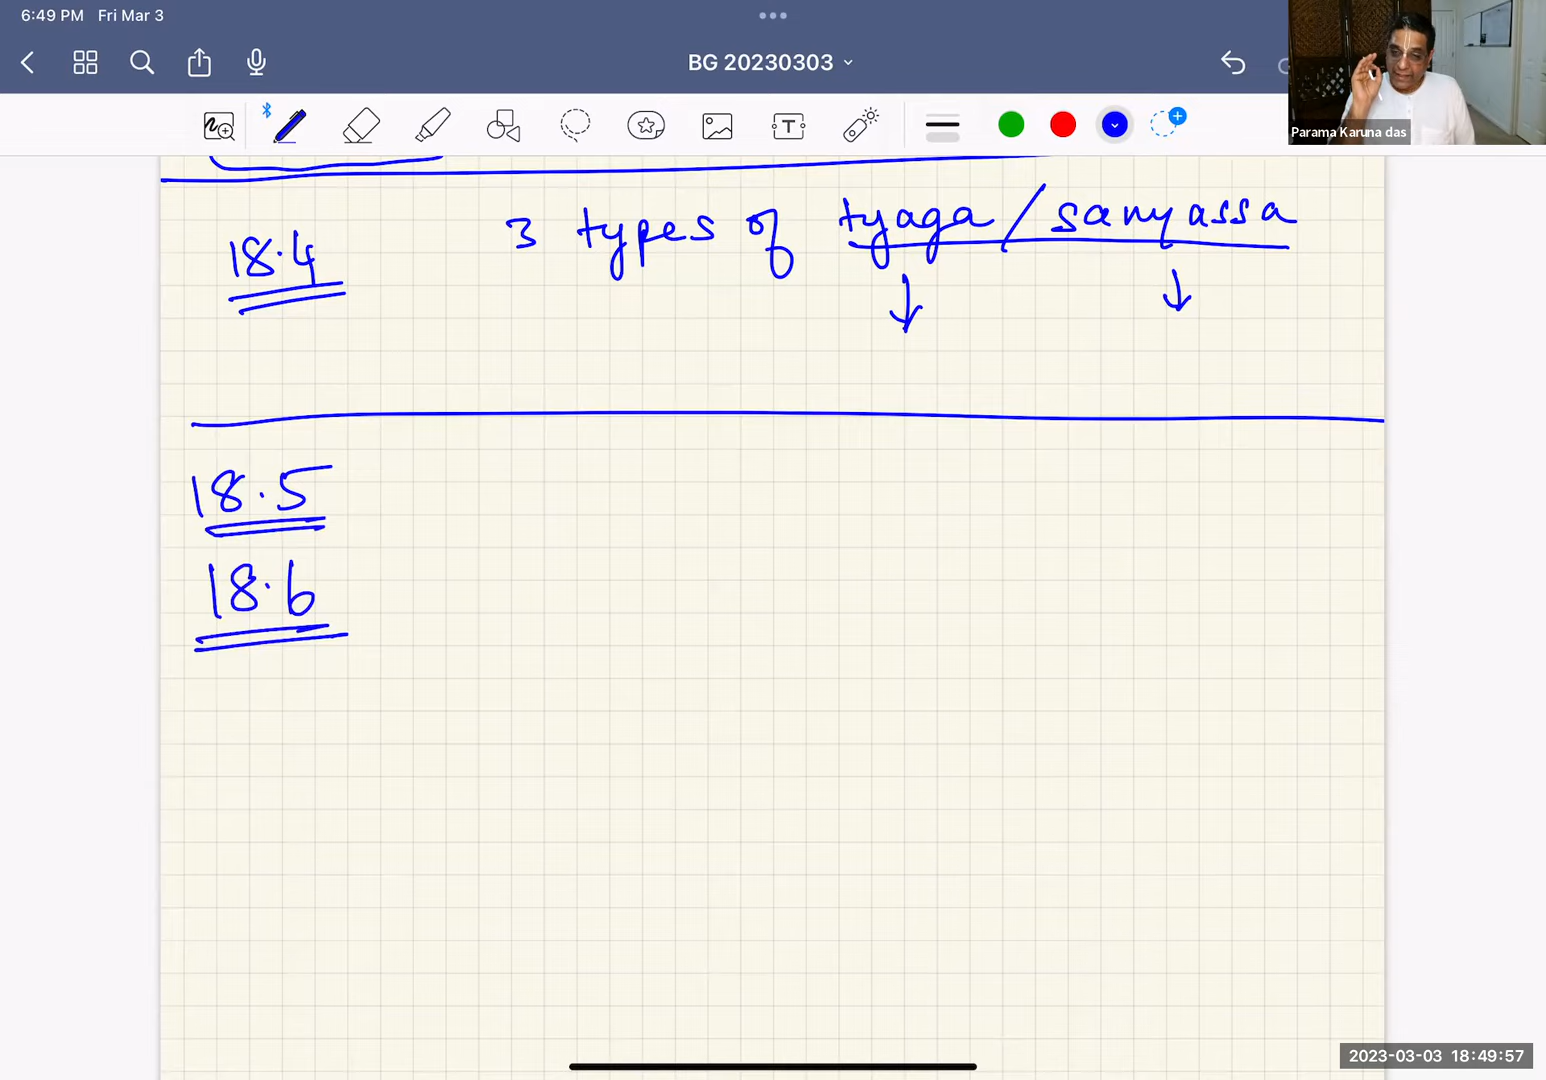 6:49 PM Fri Mar 3
BG 20230303
T
Parama Karuna das
18.4 3 types of tyaga / sanyassa
18.5
18.6
2023-03-03 18:49:57